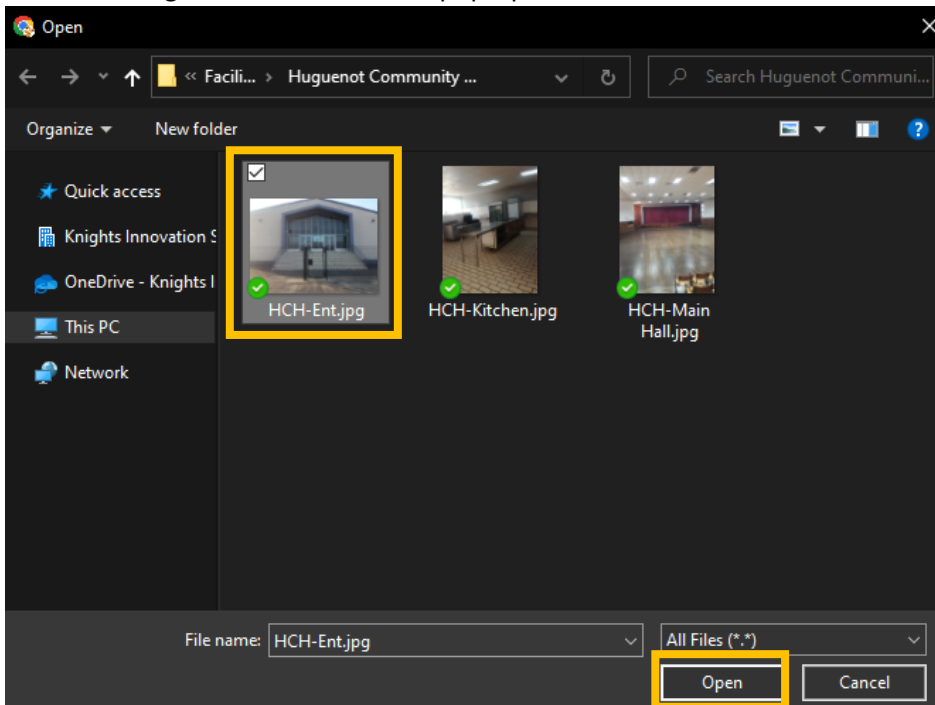 Open
« Facili... > Huguenot Community ...
Search Huguenot Communi...
Organize
New folder
Quick access
Knights Innovation S
OneDrive - Knights I
This PC
Network
HCH-Ent.jpg
HCH-Kitchen.jpg
HCH-Main
Hall.jpg
File name:
HCH-Ent.jpg
All Files (*.*)
Open
Cancel